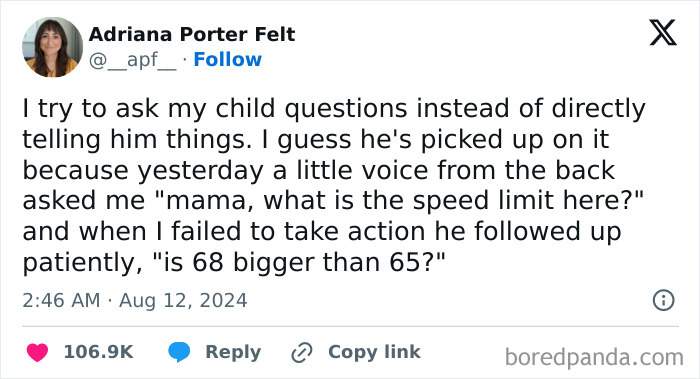 Adriana Porter Felt
@__apf__ · Follow
I try to ask my child questions instead of directly
telling him things. I guess he's picked up on it
because yesterday a little voice from the back
asked me "mama, what is the speed limit here?"
and when I failed to take action he followed up
patiently, "is 68 bigger than 65?"
2:46 AM · Aug 12, 2024
106.9K Reply Copy link
boredpanda.com